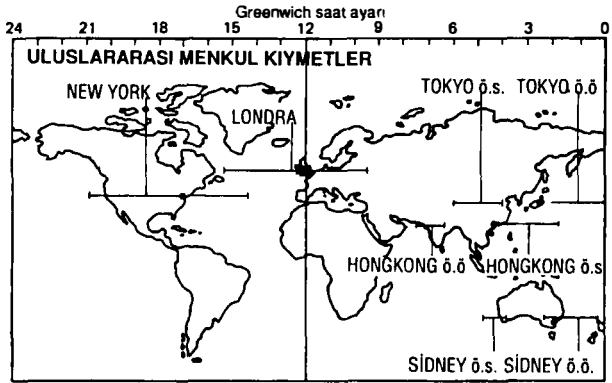 Greenwich saat ayarı
24 21 18 15 12 9 6 3 0
ULUSLARARASI MENKUL KIYMETLER
NEW YORK
LONDRA
TOKYO ö.s. TOKYO ö.ö
HONGKONG ö.ö HONGKONG ö.s
SİDNEY ö.s. SİDNEY ö.ö.